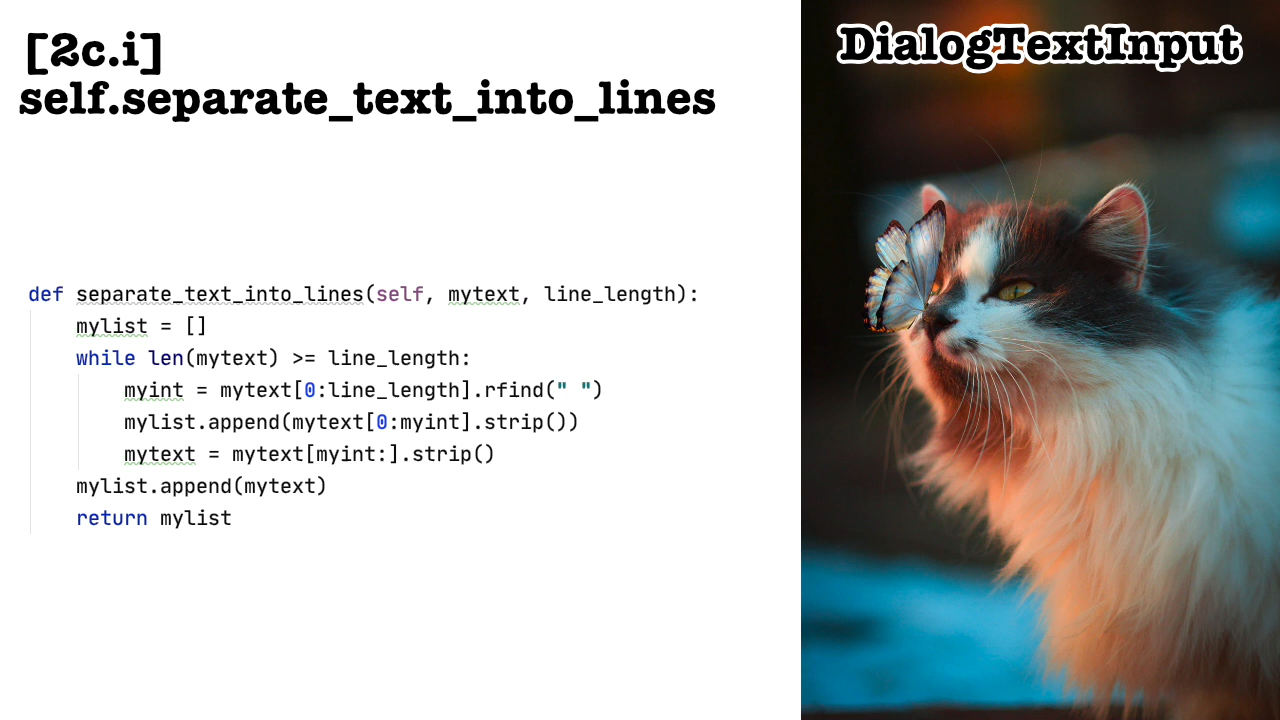 [2c.i]
self.separate_text_into_lines
DialogTextInput
def separate_text_into_lines(self, mytext, line_length):
    mylist = []
    while len(mytext) >= line_length:
        myint = mytext[0:line_length].rfind(" ")
        mylist.append(mytext[0:myint].strip())
        mytext = mytext[myint:].strip()
    mylist.append(mytext)
    return mylist